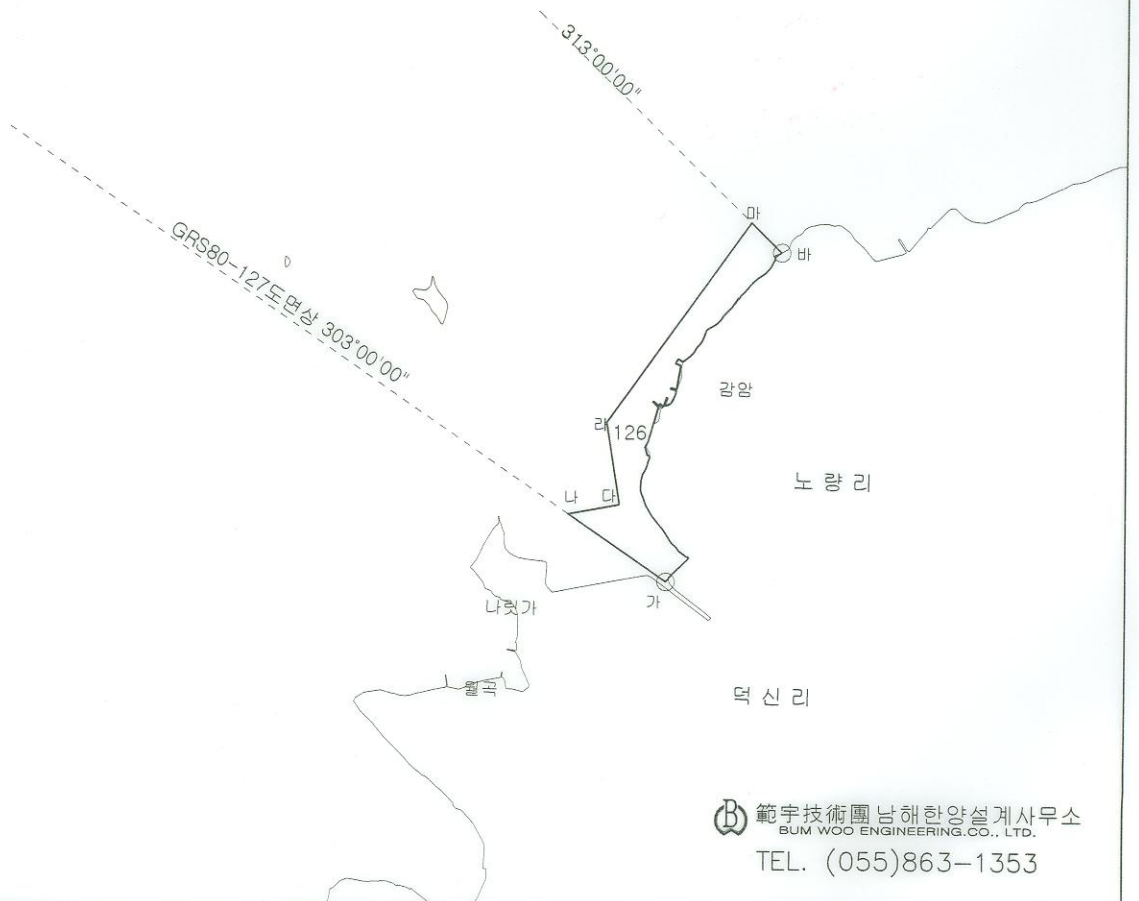 313°00'00"
마
바
GRS80-127도면상 303°00'00"
감암
라
126
노 량 리
나 다
가
나릿가
월곡
덕 신 리
範宇技術團 남해한양설계사무소
BUM WOO ENGINEERING.CO., LTD.
TEL. (055)863-1353